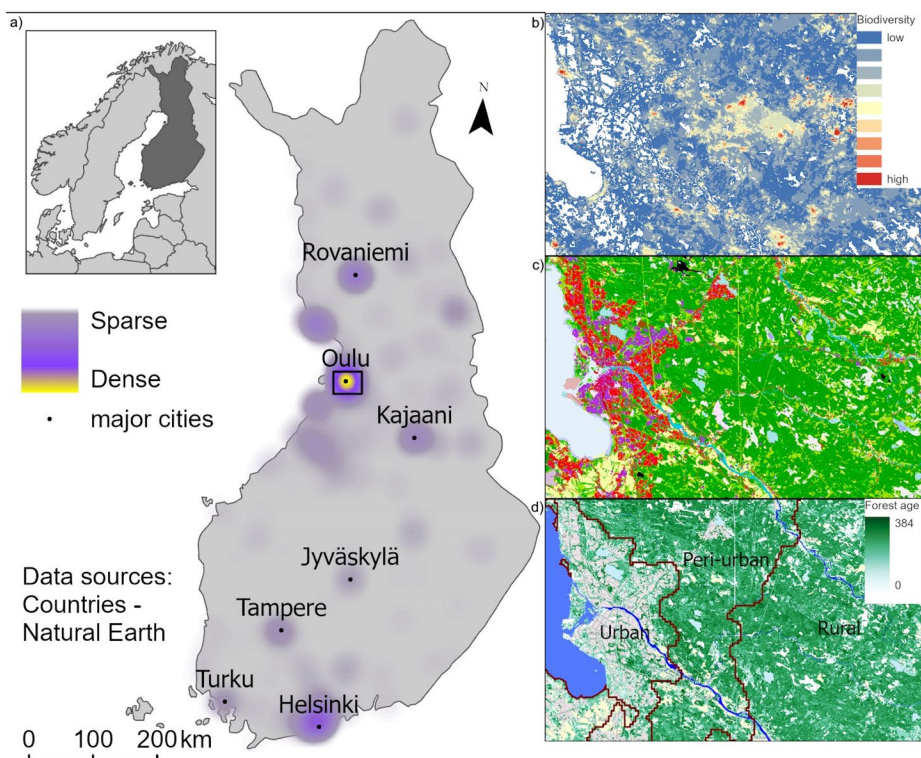 a)
N
Rovaniemi
Sparse
Oulu
Dense
major cities
Kajaani
Jyväskylä
Data sources:
Countries -
Natural Earth
Tampere
Turku
Helsinki
0 100 200 km
b)
Biodiversity
low
high
c)
d)
Forest age
384
0
Peri-urban
Urban
Rural